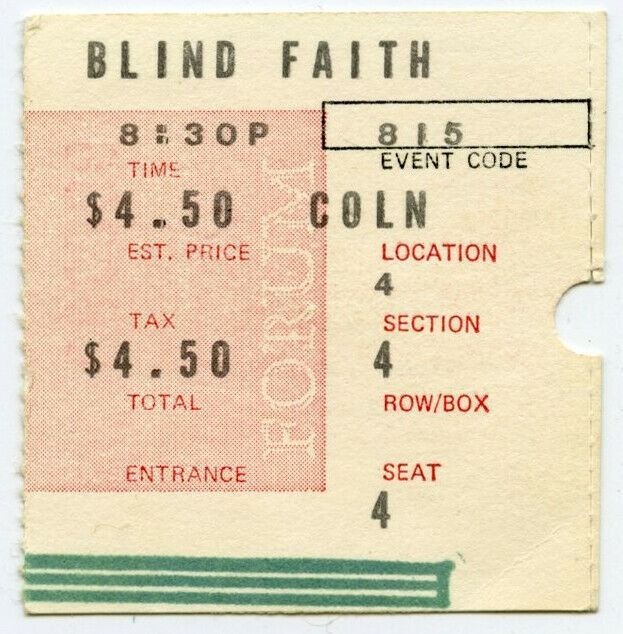 BLIND FAITH
8:30P 815
TIME EVENT CODE
$4.50 COLN
EST. PRICE LOCATION
4
TAX SECTION
$4.50 4
TOTAL ROW/BOX
ENTRANCE SEAT
4
FORUM